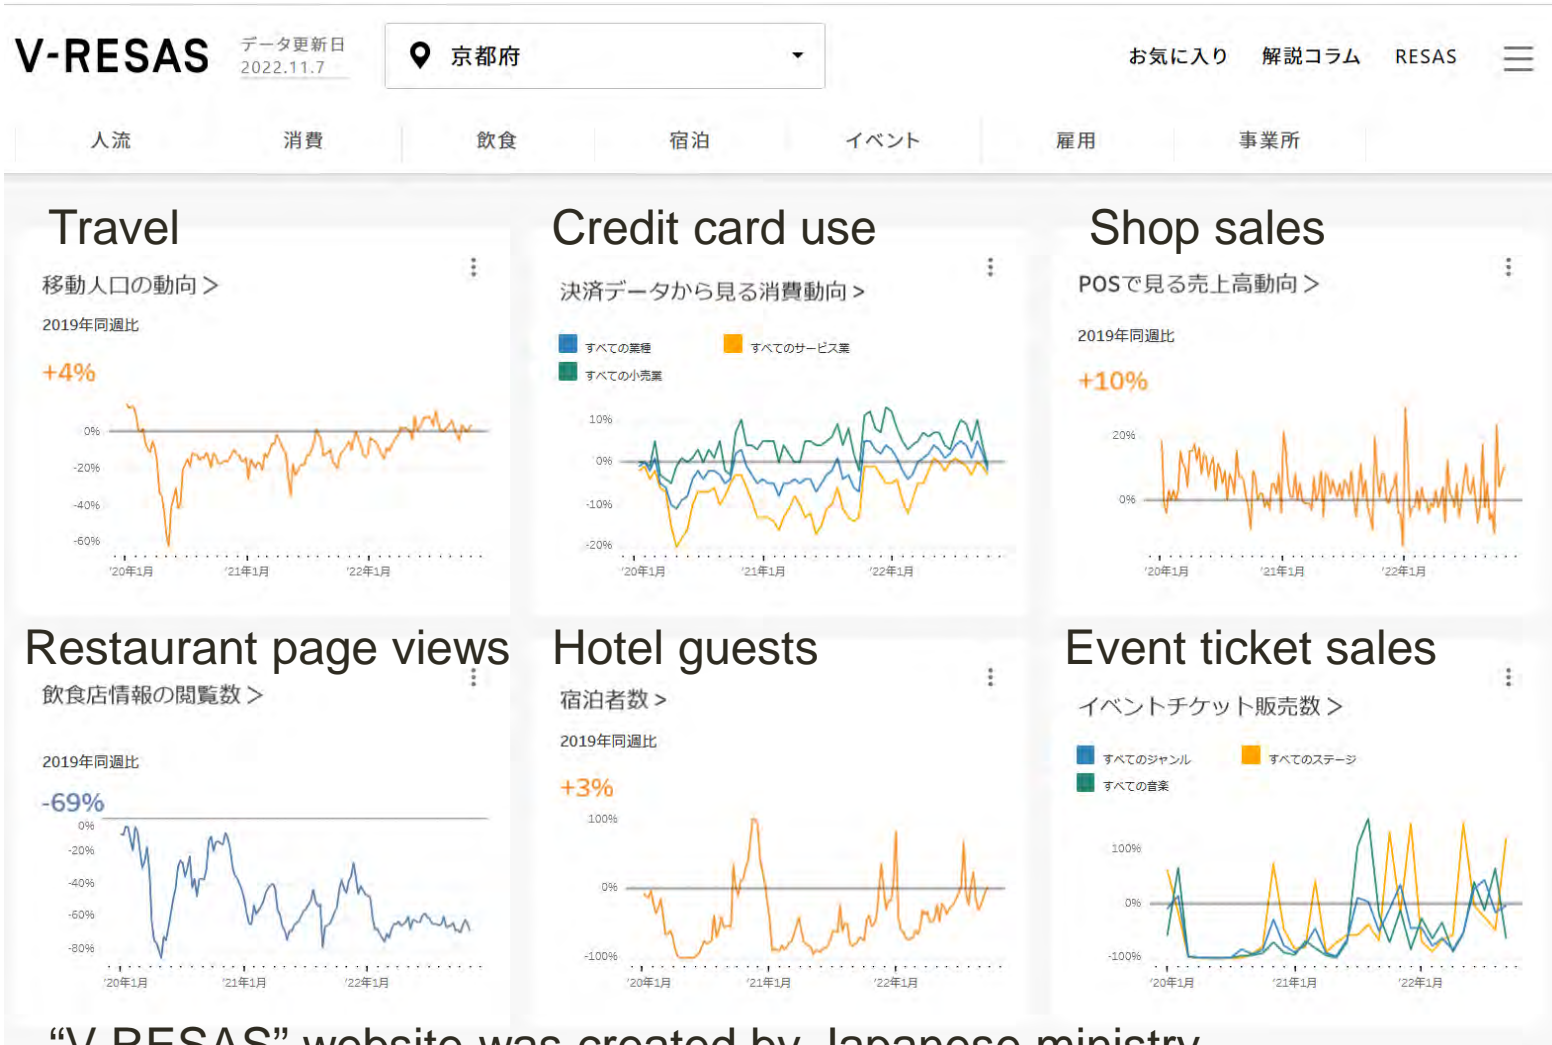 V-RESAS
データ更新日
2022.11.7
京都府
お気に入り 解説コラム RESAS
人流 消費 飲食 宿泊 イベント 雇用 事業所
Travel
移動人口の動向 >
2019年同週比
+4%
0%
-20%
-40%
-60%
'20年1月 '21年1月 '22年1月
Credit card use
決済データから見る消費動向 >
すべての業種 すべてのサービス業
すべての小売業
10%
0%
-10%
-20%
'20年1月 '21年1月 '22年1月
Shop sales
POSで見る売上高動向 >
2019年同週比
+10%
20%
0%
'20年1月 '21年1月 '22年1月
Restaurant page views
飲食店情報の閲覧数 >
2019年同週比
-69%
0%
-20%
-40%
-60%
-80%
'20年1月 '21年1月 '22年1月
Hotel guests
宿泊者数 >
2019年同週比
+3%
100%
0%
-100%
'20年1月 '21年1月 '22年1月
Event ticket sales
イベントチケット販売数 >
すべてのジャンル すべてのステージ
すべての音楽
100%
0%
-100%
'20年1月 '21年1月 '22年1月
“V-RESAS” website was created by Japanese ministry